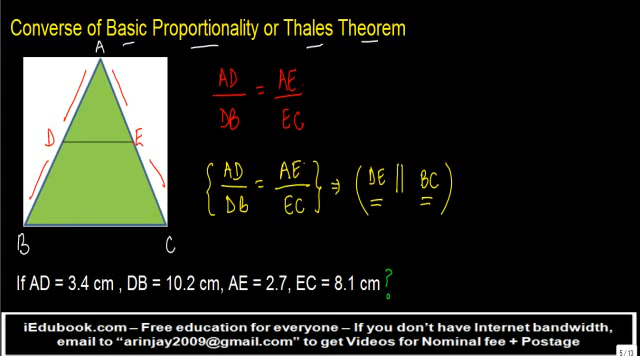 Converse of Basic Proportionality or Thales Theorem
A
D E
B C
AD/DB = AE/EC
{ AD/DB = AE/EC } ⇒ ( DE || BC )
If AD = 3.4 cm , DB = 10.2 cm, AE = 2.7, EC = 8.1 cm ?
iEdubook.com – Free education for everyone – If you don't have Internet bandwidth,
email to "arinjay2009@gmail.com" to get Videos for Nominal fee + Postage
5 / 13